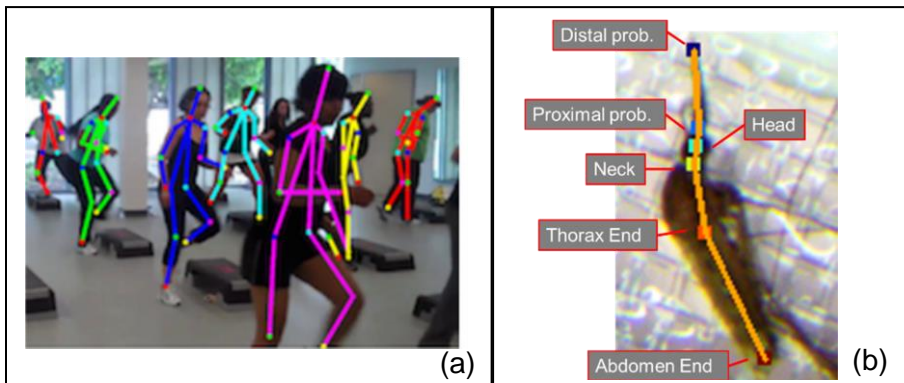 (a)
Distal prob.
Proximal prob.
Head
Neck
Thorax End
Abdomen End
(b)